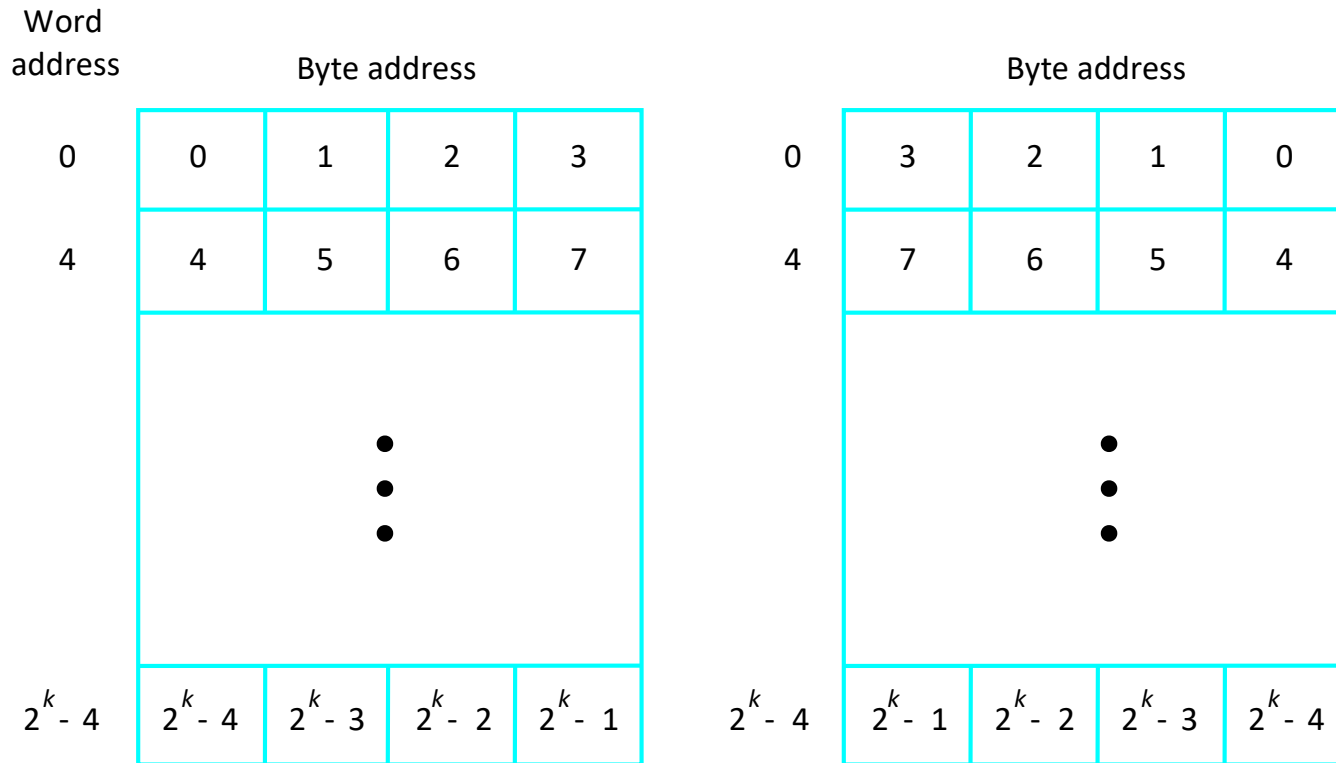 Word
address
Byte address
Byte address
0 0 1 2 3
0 3 2 1 0
4 4 5 6 7
4 7 6 5 4
2^k - 4 2^k - 4 2^k - 3 2^k - 2 2^k - 1
2^k - 4 2^k - 1 2^k - 2 2^k - 3 2^k - 4